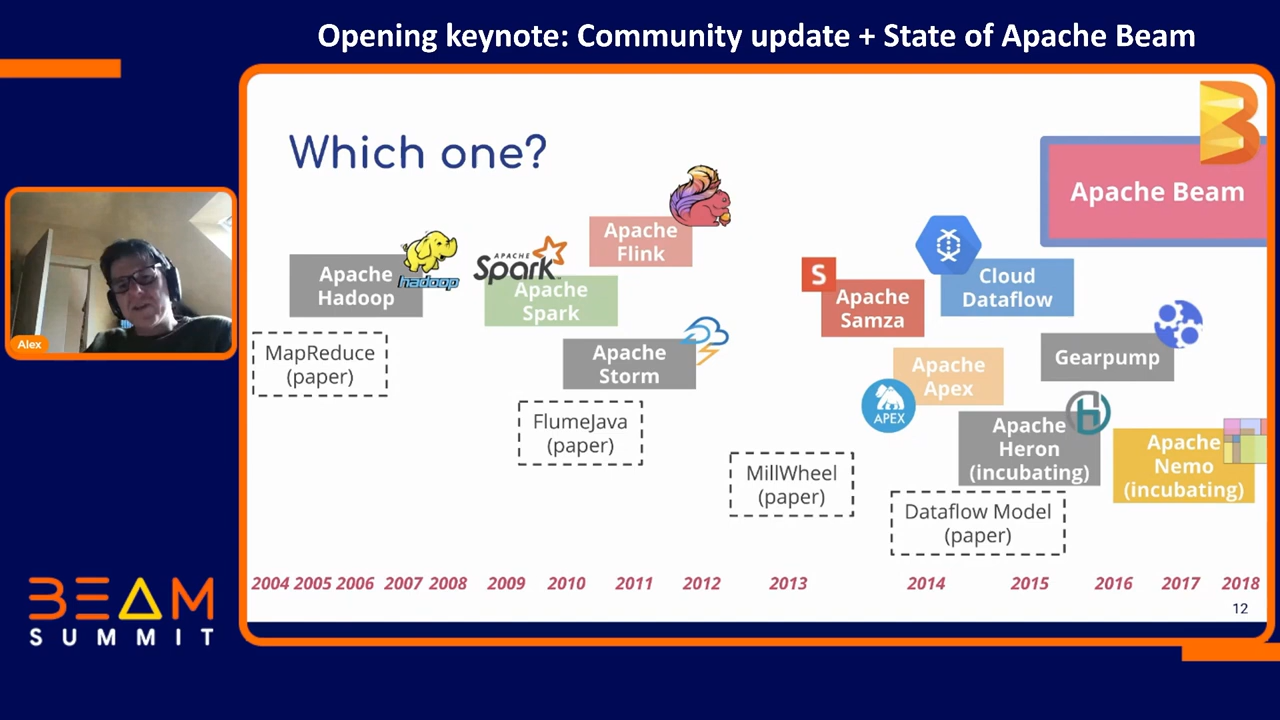 Opening keynote: Community update + State of Apache Beam
Which one?
Apache Beam
Apache
Flink
Apache
Hadoop
hadoop
APACHE
Spark
Apache
Spark
S
Apache
Samza
Cloud
Dataflow
MapReduce
(paper)
Apache
Storm
Gearpump
Apache
Apex
APEX
FlumeJava
(paper)
Apache
Heron
(incubating)
Apache
Nemo
(incubating)
MillWheel
(paper)
Dataflow Model
(paper)
2004 2005 2006 2007 2008 2009 2010 2011 2012 2013 2014 2015 2016 2017 2018
12
Alex
BEAM
SUMMIT